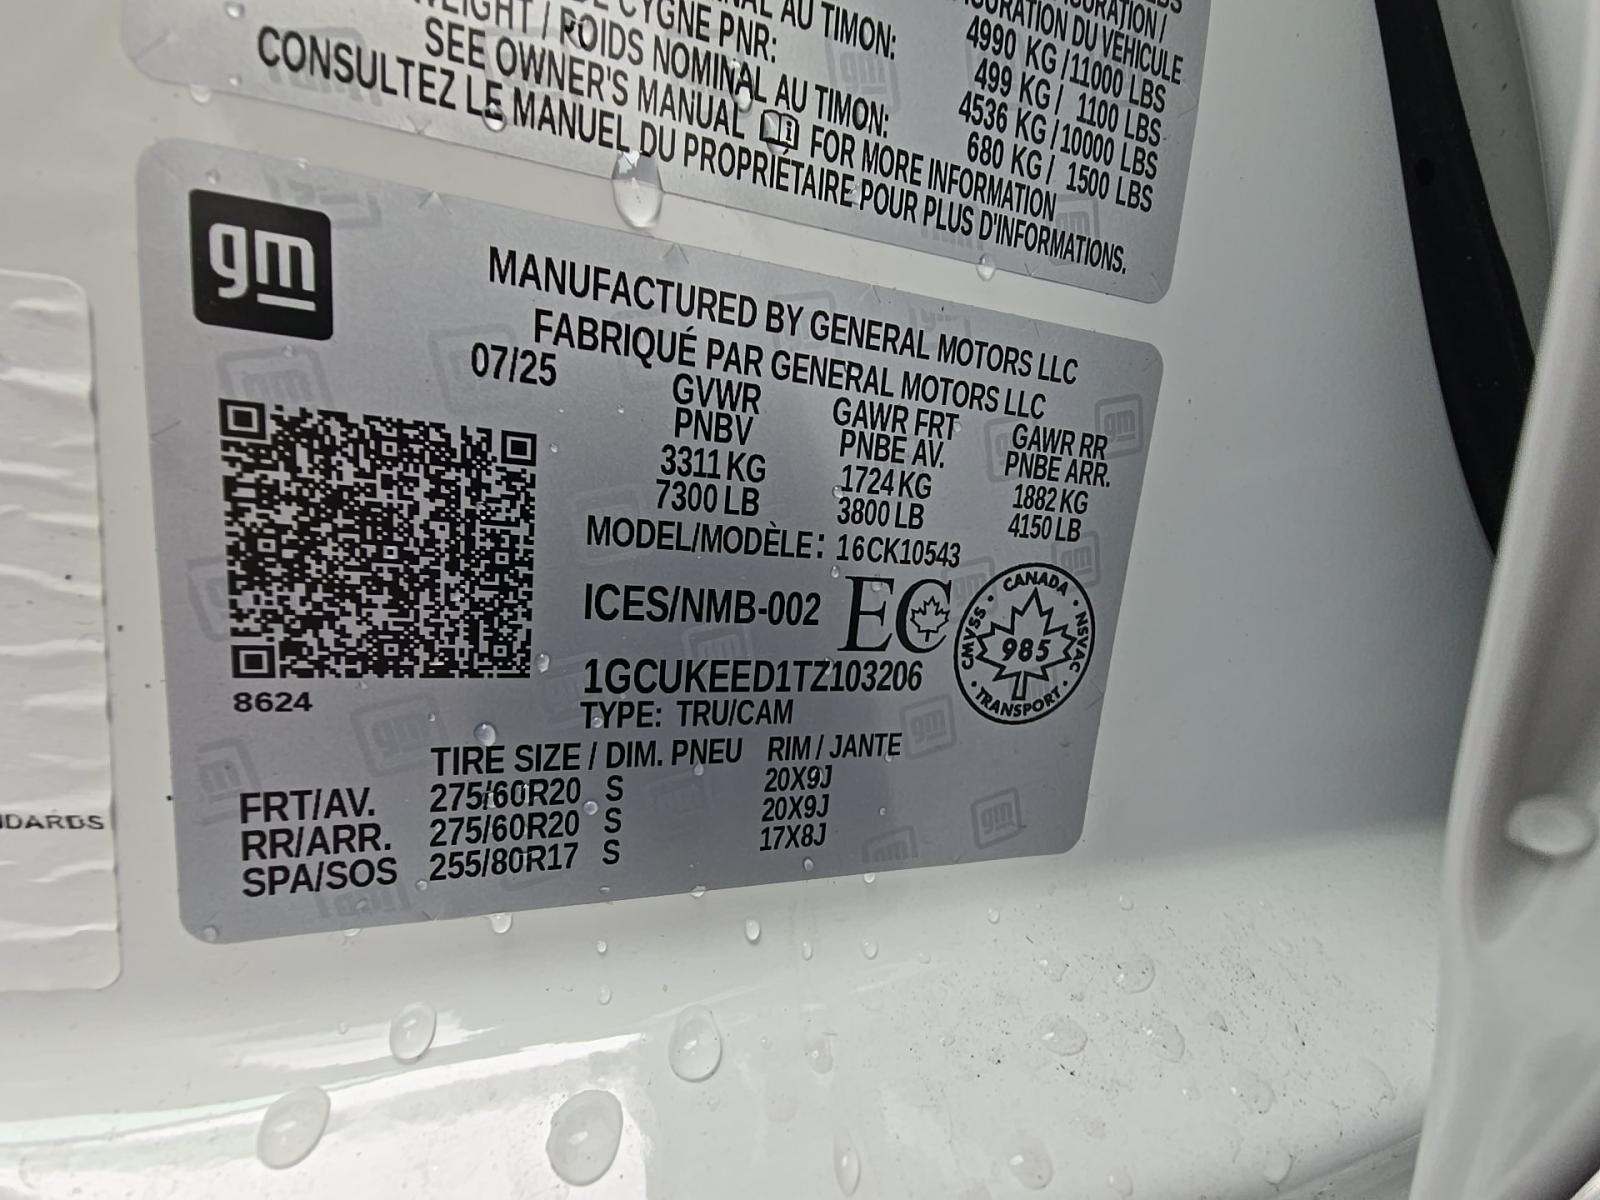 AU TIMON:
CYGNE PNR:
WEIGHT / POIDS NOMINAL AU TIMON:
SEE OWNER'S MANUAL FOR MORE INFORMATION
CONSULTEZ LE MANUEL DU PROPRIÉTAIRE POUR PLUS D'INFORMATIONS.
DU VÉHICULE
4990 KG /11000 LBS
499 KG / 1100 LBS
4536 KG /10000 LBS
680 KG / 1500 LBS
gm
MANUFACTURED BY GENERAL MOTORS LLC
FABRIQUÉ PAR GENERAL MOTORS LLC
07/25
GVWR GAWR FRT GAWR RR
PNBV PNBE AV. PNBE ARR.
3311 KG 1724 KG 1882 KG
7300 LB 3800 LB 4150 LB
MODEL/MODÈLE: 16CK10543
ICES/NMB-002 EC
CANADA
CMVSS 985 NSVAC
TRANSPORT
1GCUKEED1TZ103206
8624
TYPE: TRU/CAM
TIRE SIZE / DIM. PNEU RIM / JANTE
FRT/AV. 275/60R20 S 20X9J
RR/ARR. 275/60R20 S 20X9J
SPA/SOS 255/80R17 S 17X8J